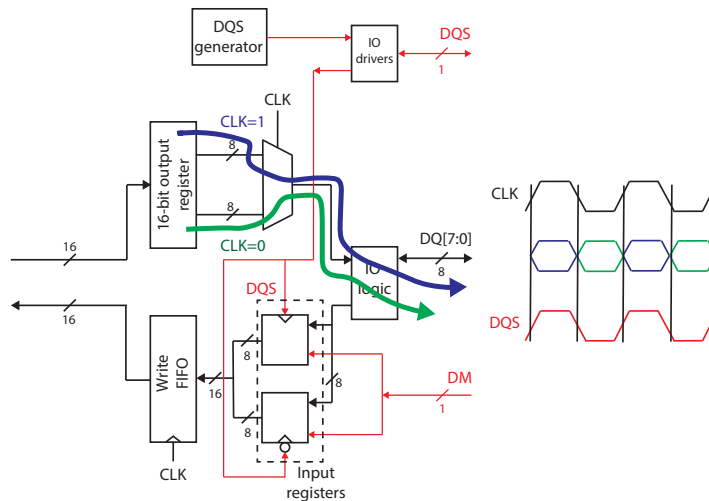 DQS
generator
IO
drivers
DQS
1
CLK
CLK=1
16-bit output
register
8
8
CLK=0
16
CLK
DQ[7:0]
8
IO
logic
16
DQS
DQS
Write
FIFO
8
16
8
8
DM
1
CLK
Input
registers